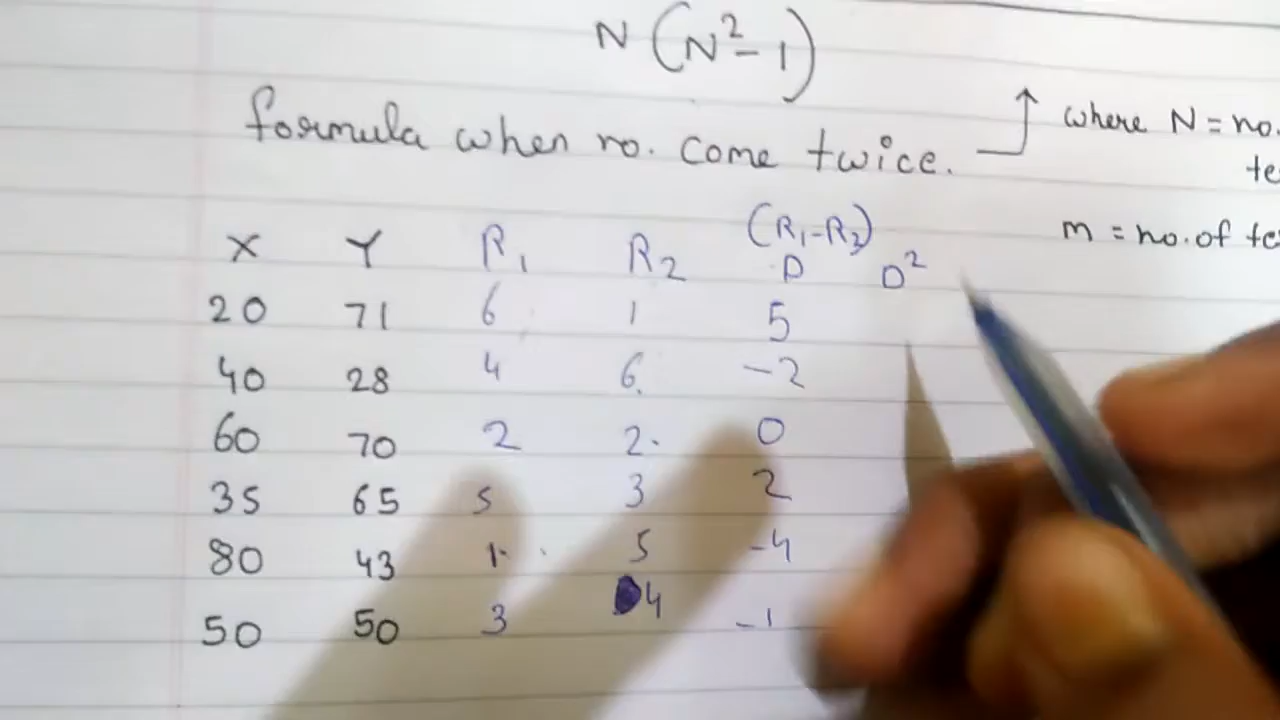 N(N²-1)
formula when no. come twice.
where N = no.
m = no. of
X Y R₁ R₂ (R₁-R₂) D D²
20 71 6 1 5
40 28 4 6. -2
60 70 2 2. 0
35 65 5 3 2
80 43 1. 5 -4
50 50 3 4 -1